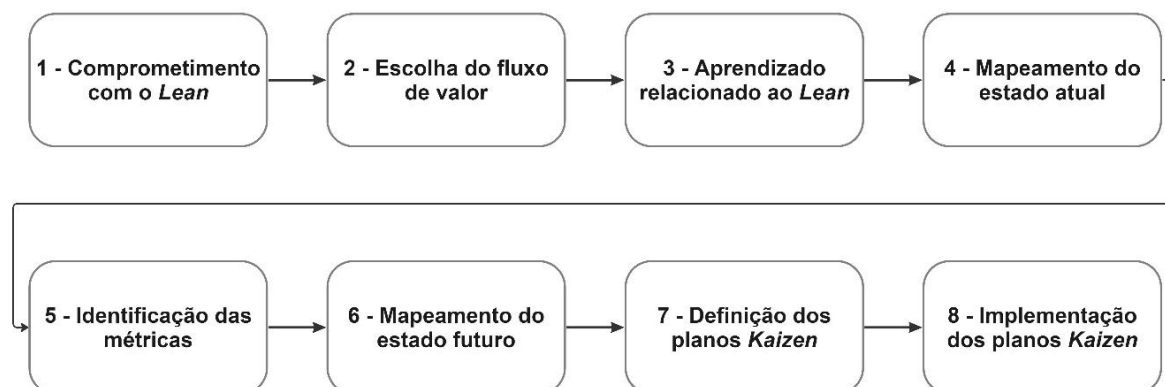 1 - Comprometimento
com o Lean
2 - Escolha do fluxo
de valor
3 - Aprendizado
relacionado ao Lean
4 - Mapeamento do
estado atual
5 - Identificação das
métricas
6 - Mapeamento do
estado futuro
7 - Definição dos
planos Kaizen
8 - Implementação
dos planos Kaizen